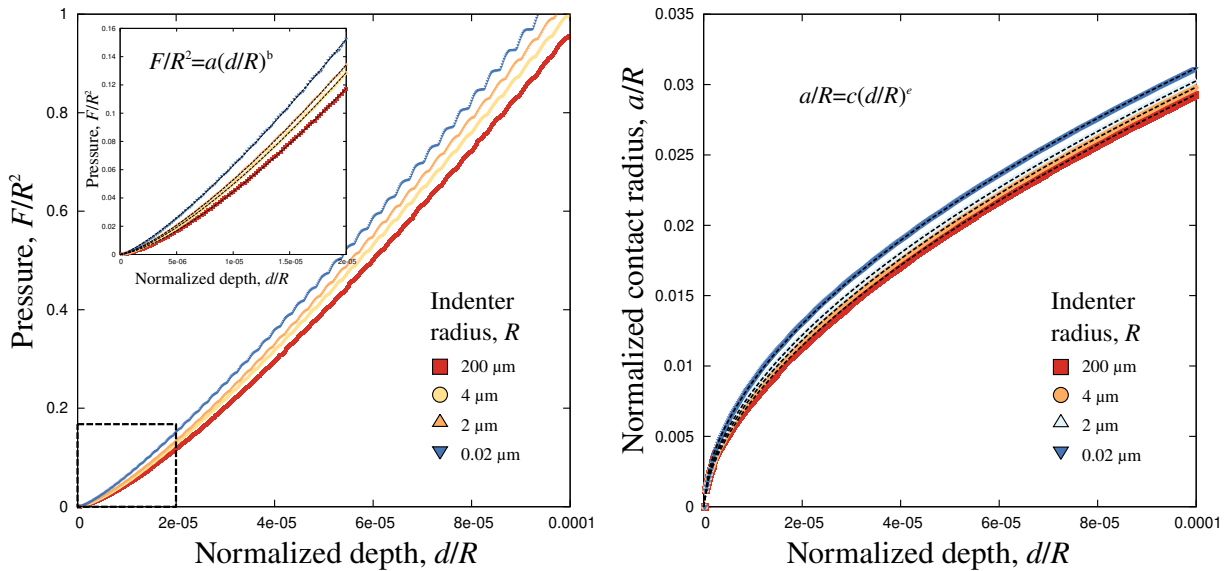 Pressure, F/R²
1
0.8
0.6
0.4
0.2
0
0
2e-05
4e-05
6e-05
8e-05
0.0001
Normalized depth, d/R
F/R²=a(d/R)ᵇ
Pressure, F/R²
0.16
0.14
0.12
0.1
0.08
0.06
0.04
0.02
0
0
5e-06
1e-05
1.5e-05
2e-05
Normalized depth, d/R
Indenter
radius, R
200 µm
4 µm
2 µm
0.02 µm
Normalized contact radius, a/R
0.035
0.03
0.025
0.02
0.015
0.01
0.005
0
0
2e-05
4e-05
6e-05
8e-05
0.0001
Normalized depth, d/R
a/R=c(d/R)ᵉ
Indenter
radius, R
200 µm
4 µm
2 µm
0.02 µm